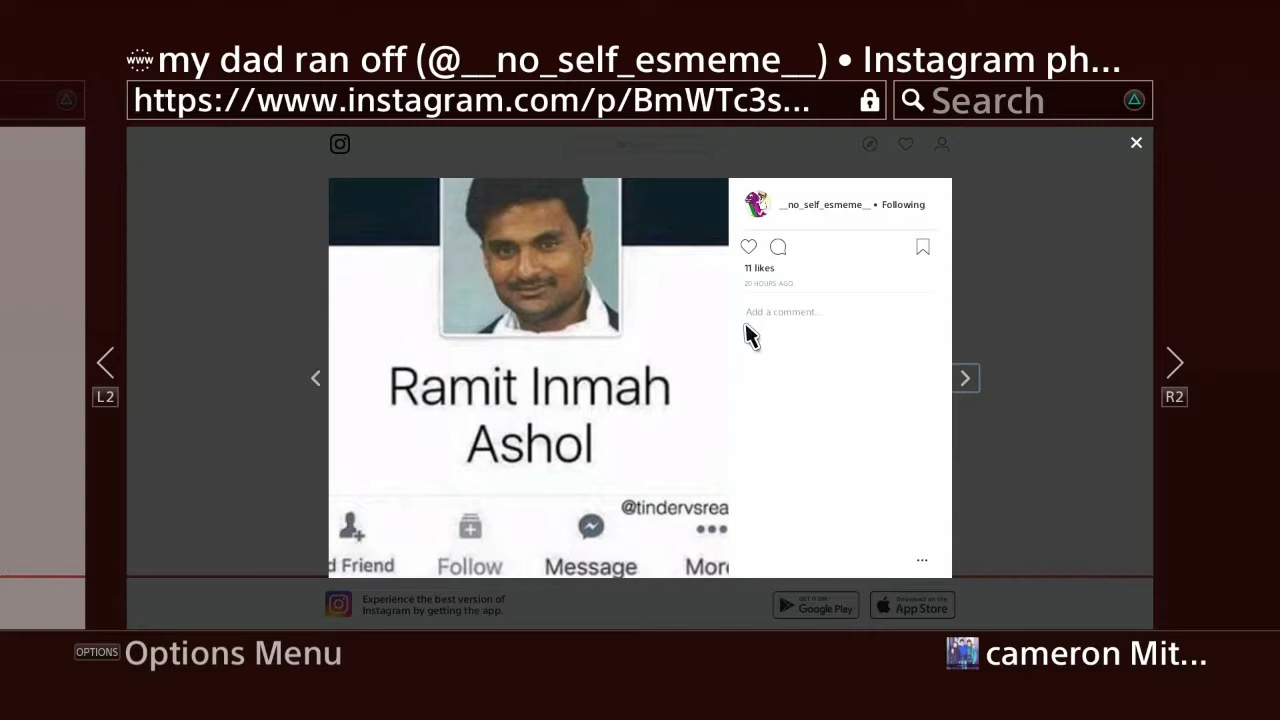 www my dad ran off (@__no_self_esmeme__) • Instagram ph...
https://www.instagram.com/p/BmWTc3s...
Search
__no_self_esmeme__ • Following
11 likes
20 HOURS AGO
Add a comment...
Ramit Inmah
Ashol
@tindervsrea
d Friend Follow Message More
...
L2
R2
Experience the best version of
Instagram by getting the app.
GET IT ON
Google Play
Download on the
App Store
OPTIONS Options Menu
cameron Mit...